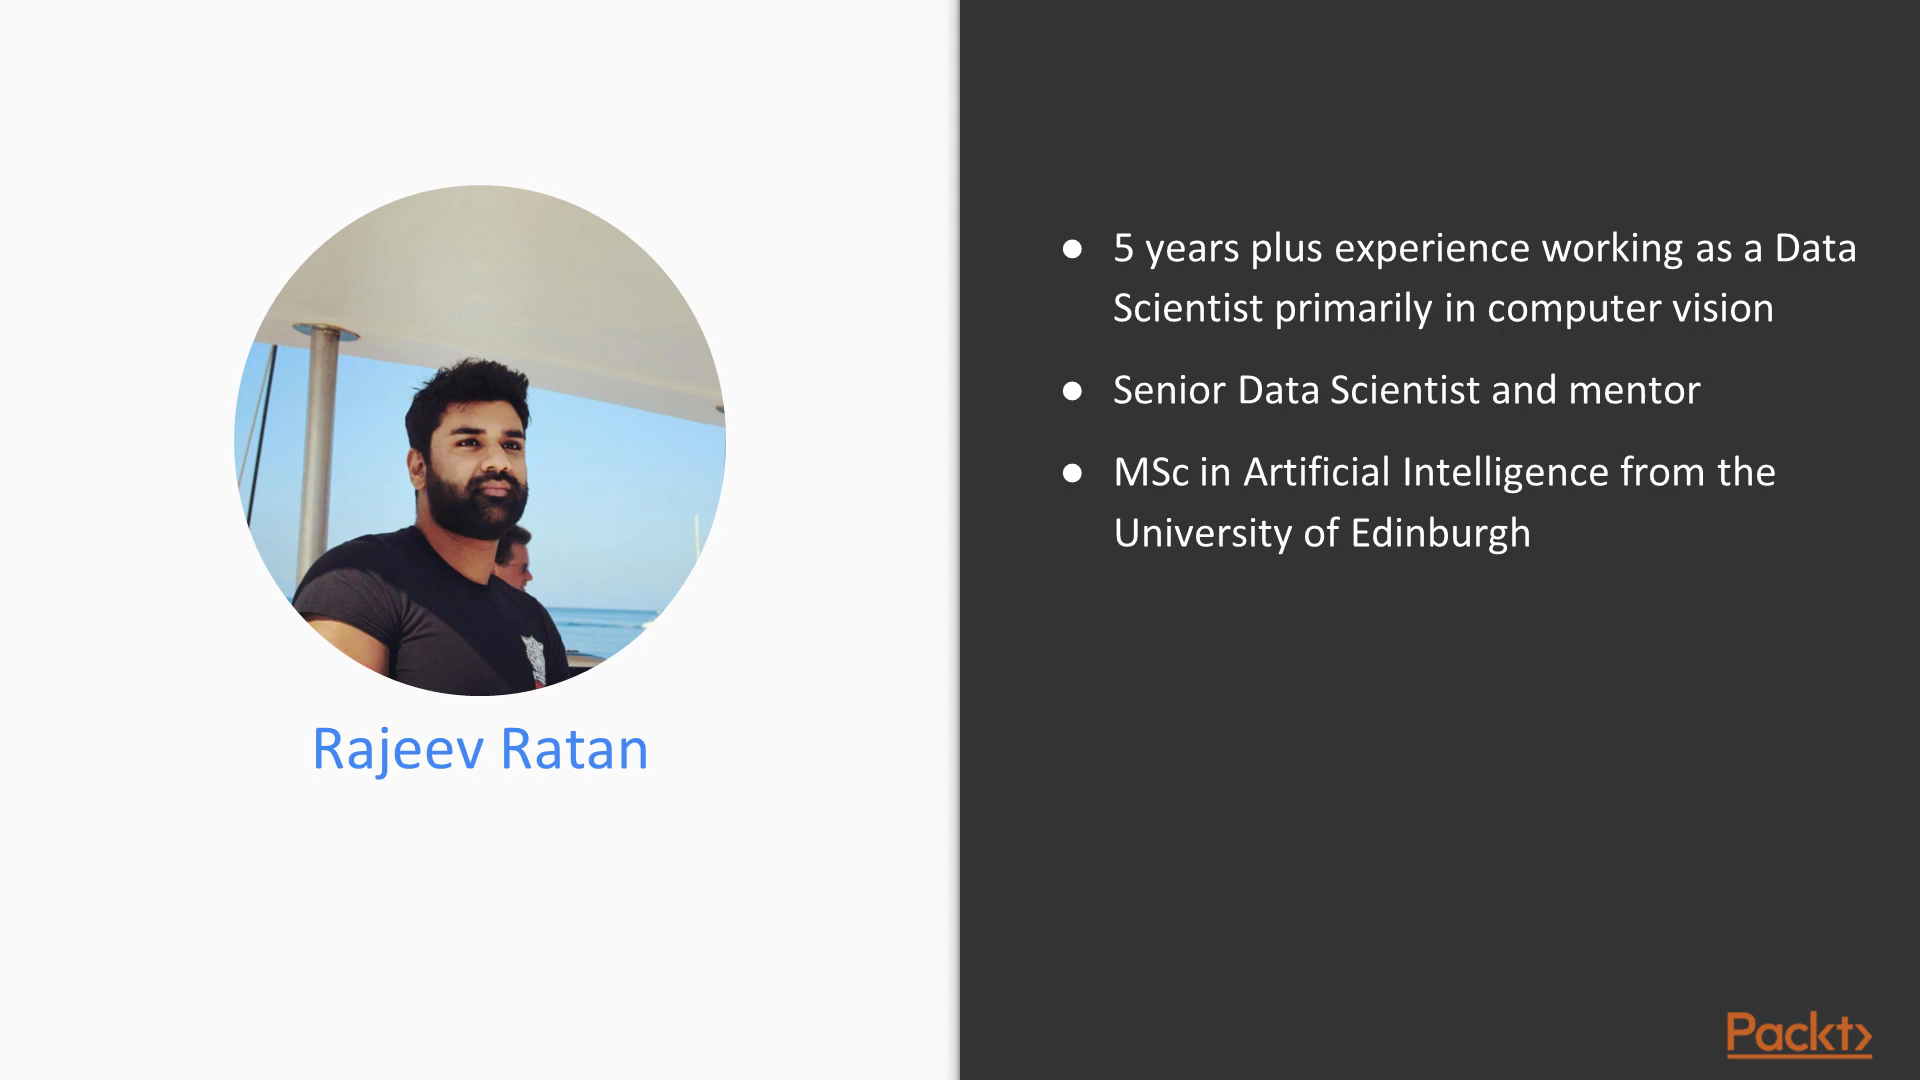 Rajeev Ratan
● 5 years plus experience working as a Data
Scientist primarily in computer vision
● Senior Data Scientist and mentor
● MSc in Artificial Intelligence from the
University of Edinburgh
Packt>